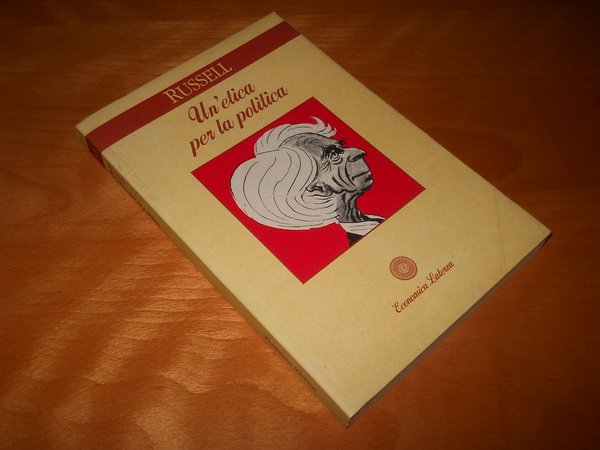 RUSSELL
Un'etica
per la politica
Economica Laterza